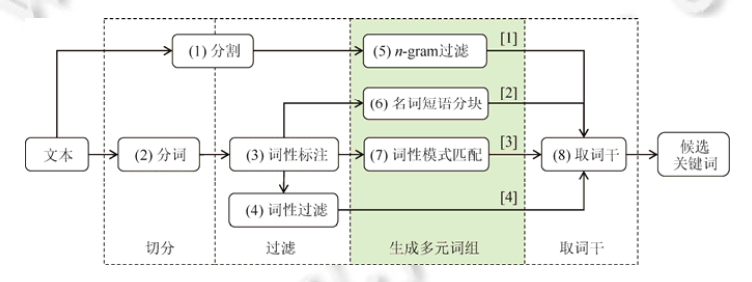 (1) 分割
(5) n-gram过滤
[1]
(6) 名词短语分块
[2]
文本
(2) 分词
(3) 词性标注
(7) 词性模式匹配
[3]
(8) 取词干
候选
关键词
(4) 词性过滤
[4]
切分
过滤
生成多元词组
取词干